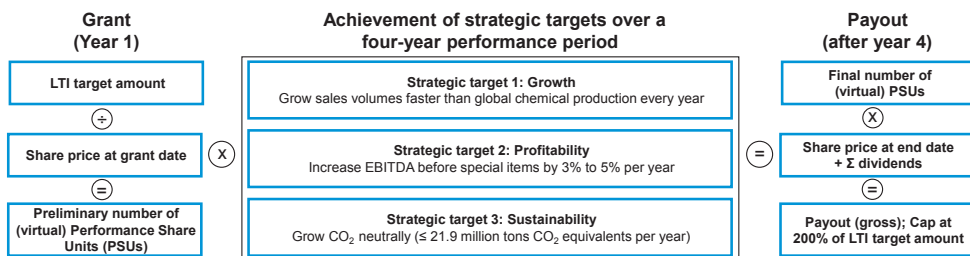 Grant
(Year 1)
LTI target amount
÷
Share price at grant date
=
Preliminary number of
(virtual) Performance Share
Units (PSUs)
x
Achievement of strategic targets over a
four-year performance period
Strategic target 1: Growth
Grow sales volumes faster than global chemical production every year
Strategic target 2: Profitability
Increase EBITDA before special items by 3% to 5% per year
Strategic target 3: Sustainability
Grow CO₂ neutrally (≤ 21.9 million tons CO₂ equivalents per year)
=
Payout
(after year 4)
Final number of
(virtual) PSUs
x
Share price at end date
+ Σ dividends
=
Payout (gross); Cap at
200% of LTI target amount